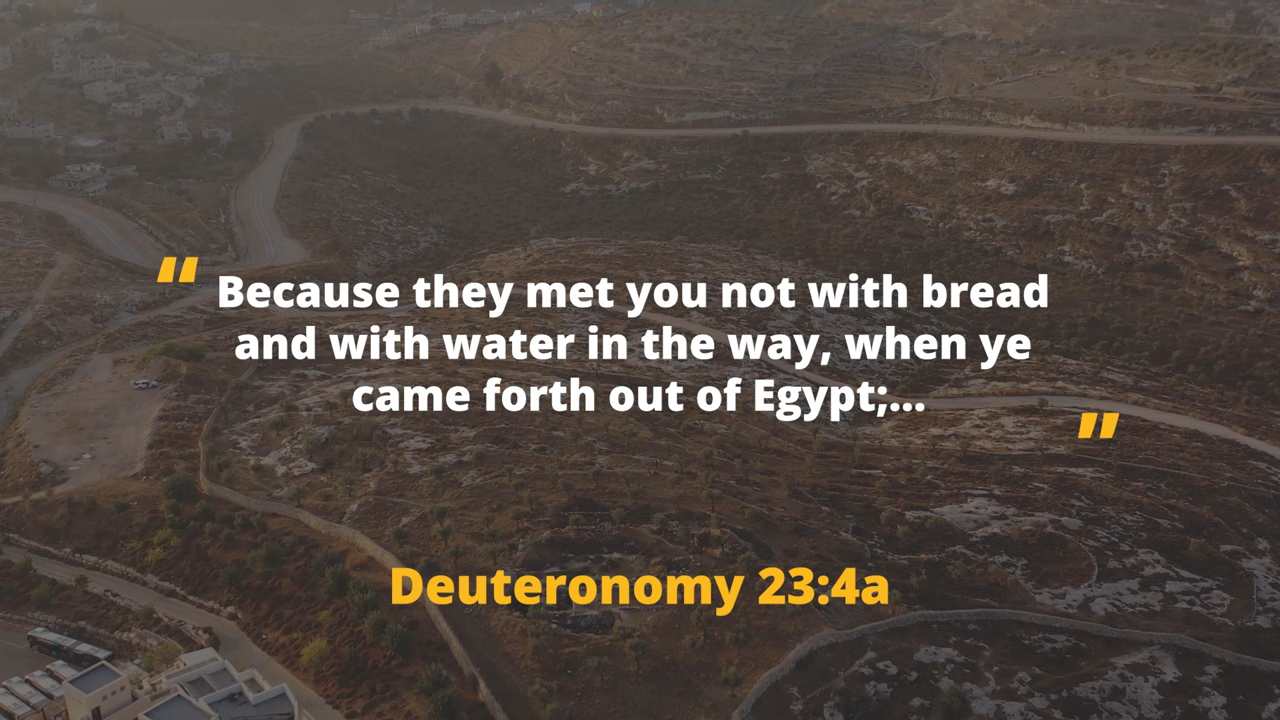 "Because they met you not with bread
and with water in the way, when ye
came forth out of Egypt;..."
Deuteronomy 23:4a